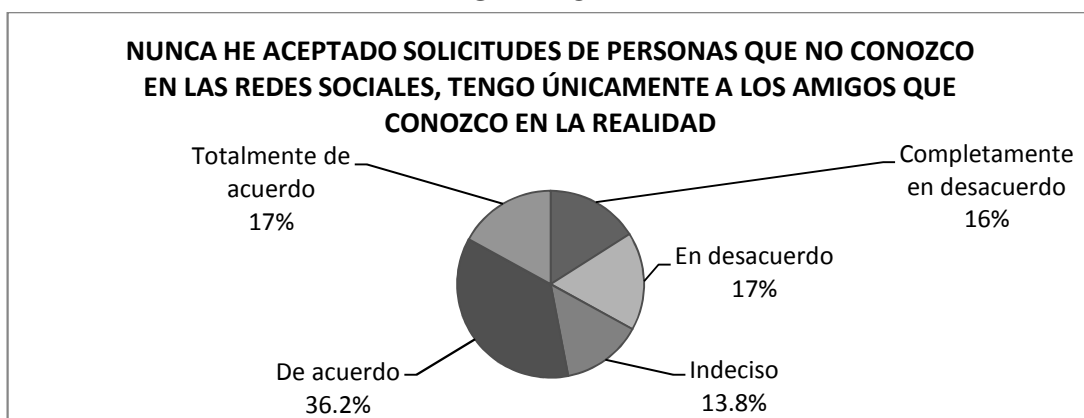 NUNCA HE ACEPTADO SOLICITUDES DE PERSONAS QUE NO CONOZCO
EN LAS REDES SOCIALES, TENGO ÚNICAMENTE A LOS AMIGOS QUE
CONOZCO EN LA REALIDAD
Totalmente de
acuerdo
17%
Completamente
en desacuerdo
16%
En desacuerdo
17%
De acuerdo
36.2%
Indeciso
13.8%